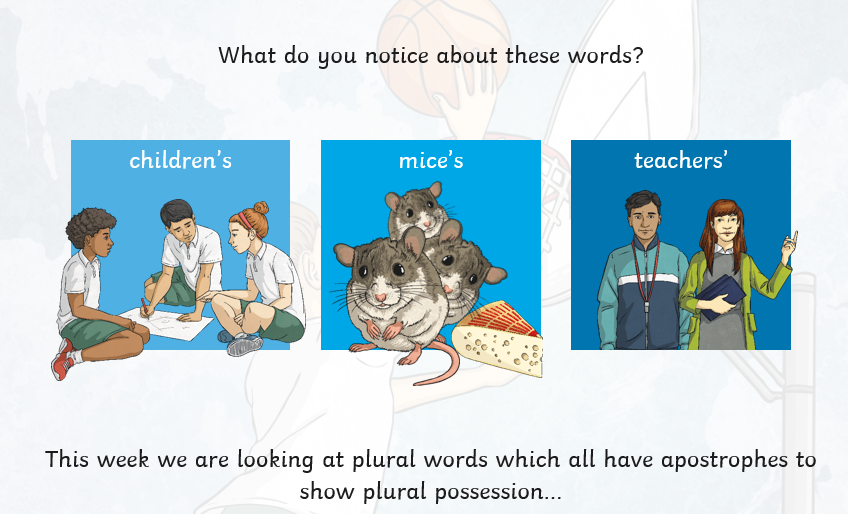 What do you notice about these words?
children's
mice's
teachers'
This week we are looking at plural words which all have apostrophes to
show plural possession...